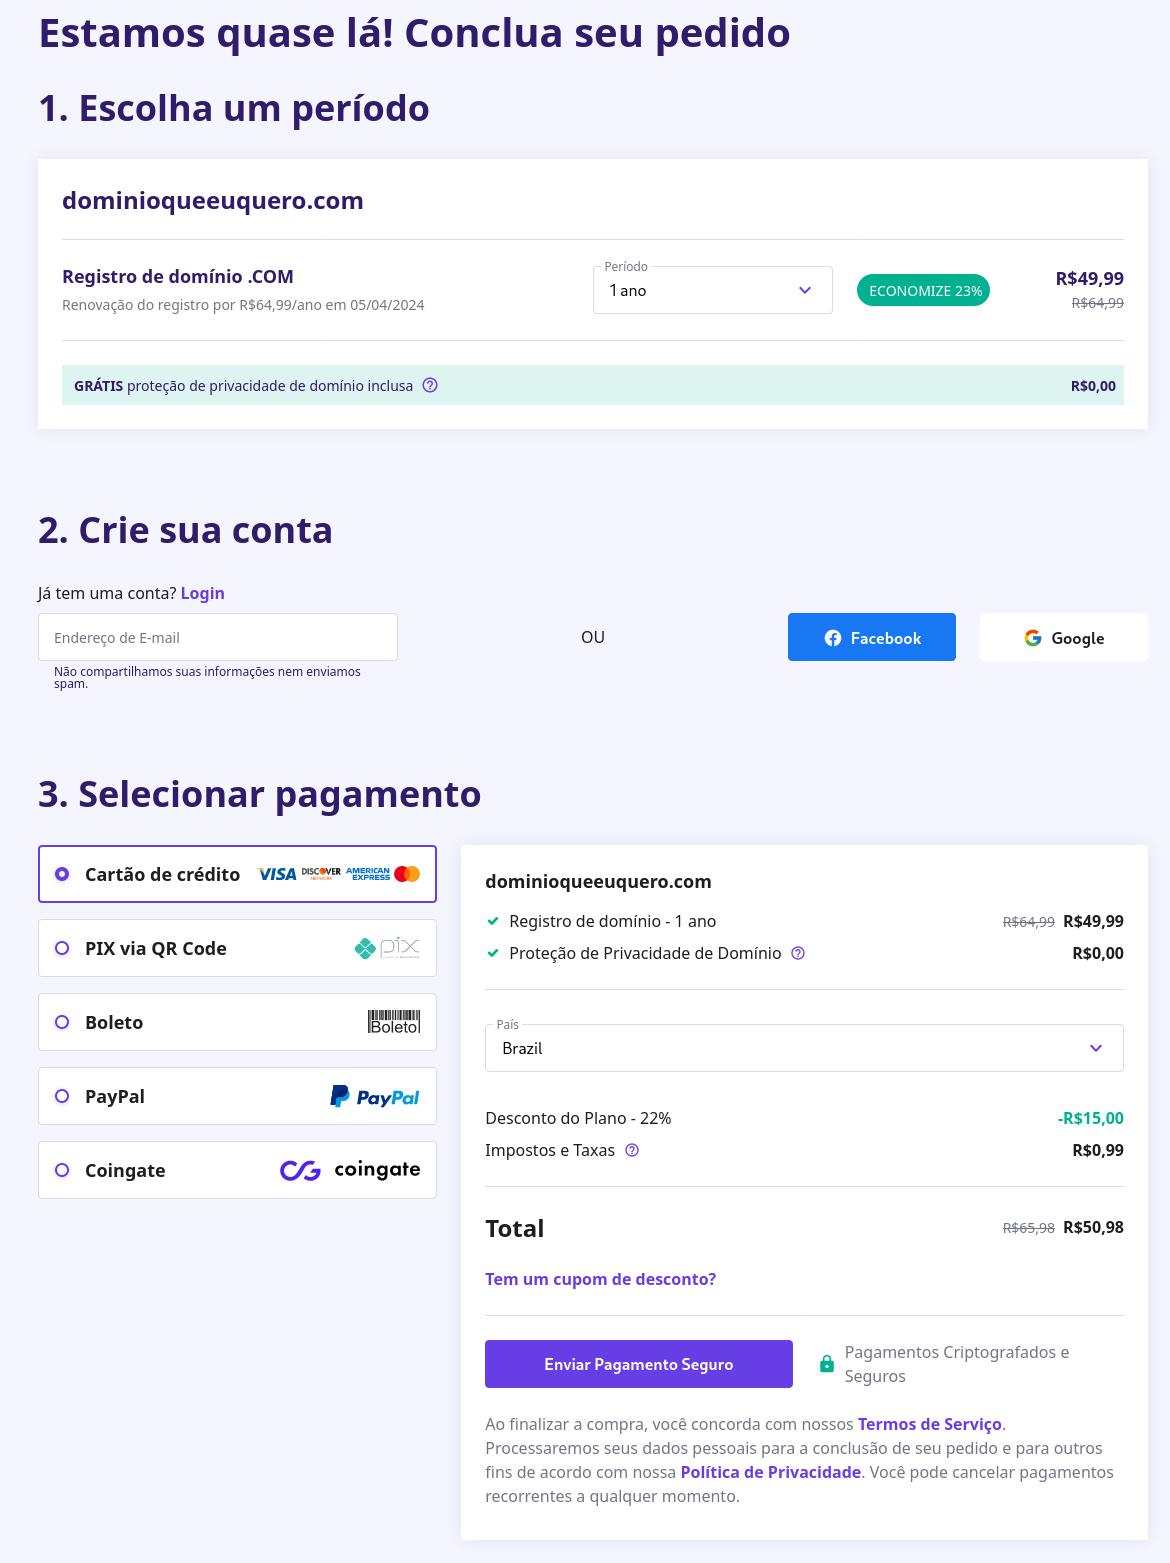 Estamos quase lá! Conclua seu pedido
1. Escolha um período
dominioqueeuquero.com
Registro de domínio .COM
Renovação do registro por R$64,99/ano em 05/04/2024
Período
1 ano
ECONOMIZE 23%
R$49,99
R$64,99
GRÁTIS proteção de privacidade de domínio inclusa
R$0,00
2. Crie sua conta
Já tem uma conta? Login
Endereço de E-mail
Não compartilhamos suas informações nem enviamos
spam.
OU
Facebook
Google
3. Selecionar pagamento
Cartão de crédito VISA DISCOVER NETWORK AMERICAN EXPRESS
PIX via QR Code pix
Boleto Boleto
PayPal PayPal
Coingate coingate
dominioqueeuquero.com
Registro de domínio - 1 ano R$64,99 R$49,99
Proteção de Privacidade de Domínio R$0,00
País
Brazil
Desconto do Plano - 22% -R$15,00
Impostos e Taxas R$0,99
Total R$65,98 R$50,98
Tem um cupom de desconto?
Enviar Pagamento Seguro
Pagamentos Criptografados e
Seguros
Ao finalizar a compra, você concorda com nossos Termos de Serviço.
Processaremos seus dados pessoais para a conclusão de seu pedido e para outros
fins de acordo com nossa Política de Privacidade. Você pode cancelar pagamentos
recorrentes a qualquer momento.